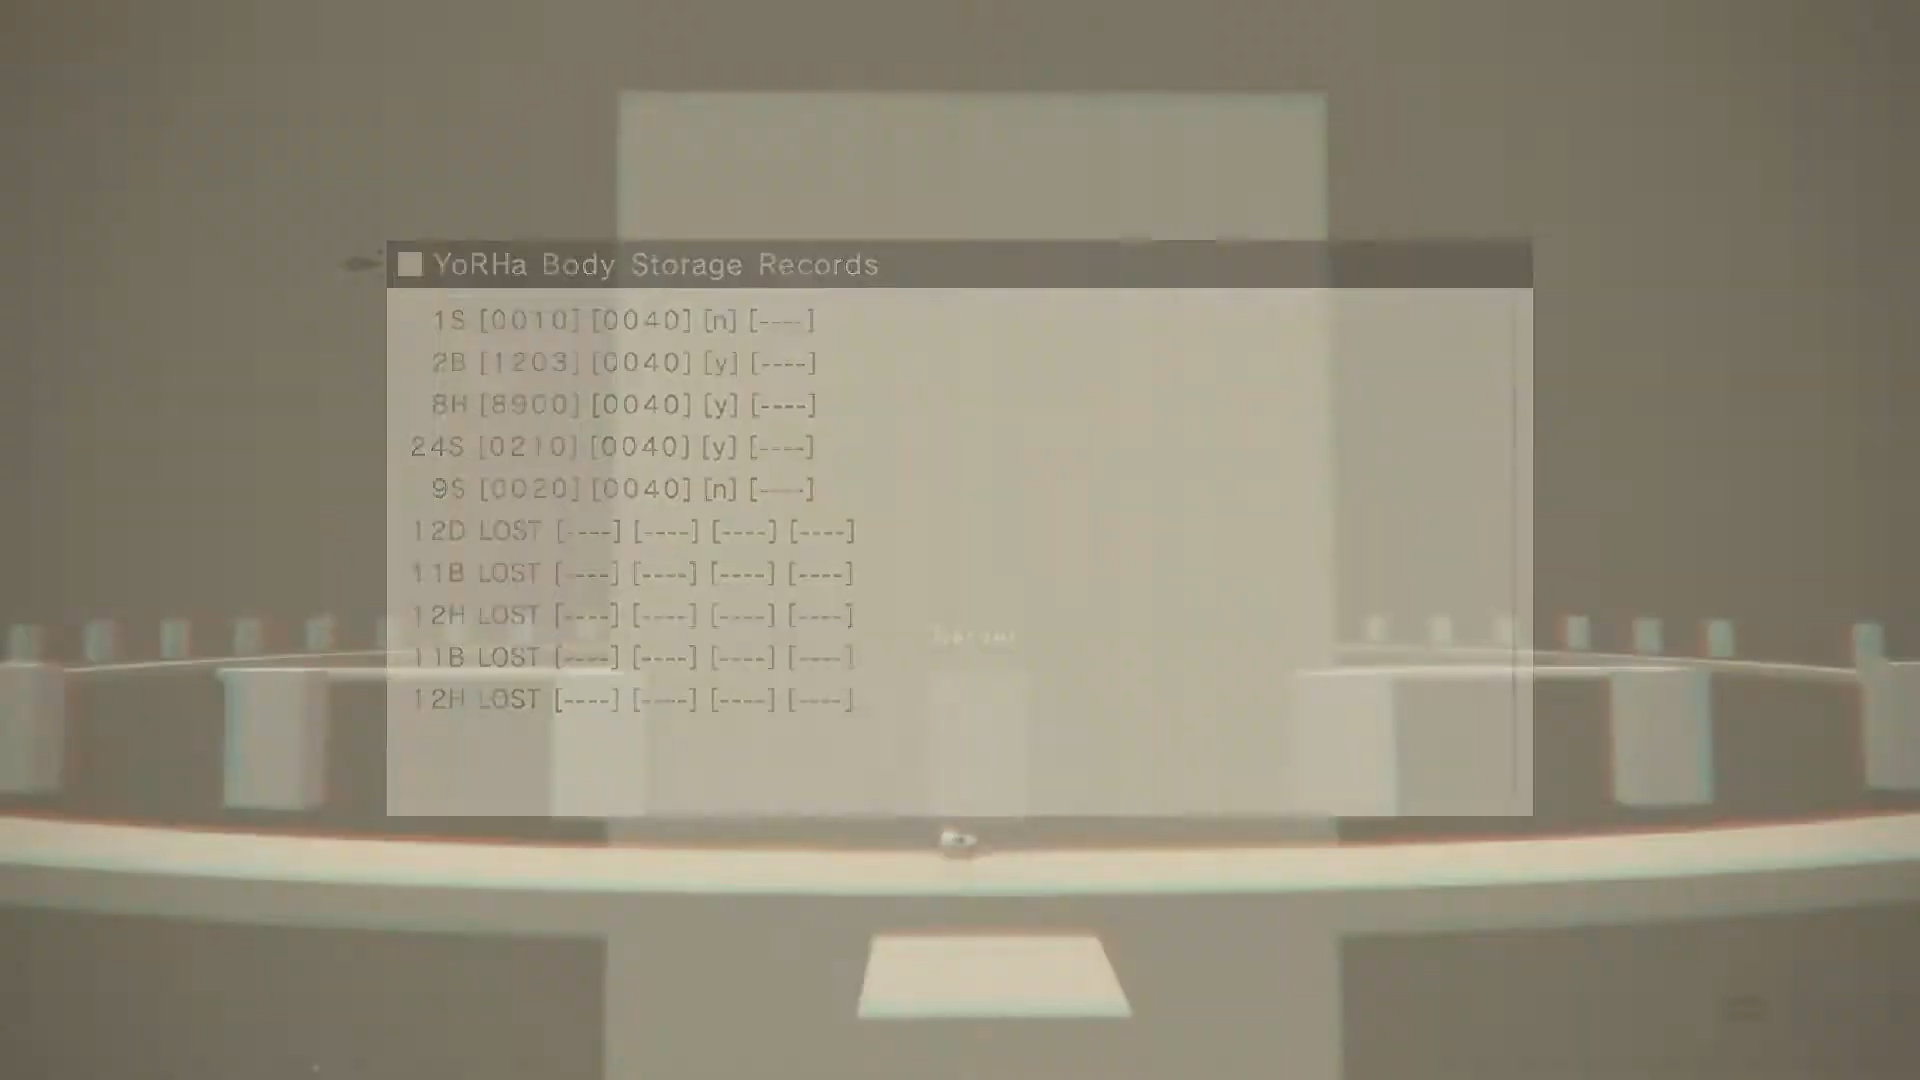 YoRHa Body Storage Records
1S [0010] [0040] [n] [----]
2B [1203] [0040] [y] [----]
8H [8900] [0040] [y] [----]
24S [0210] [0040] [y] [----]
9S [0020] [0040] [n] [----]
12D LOST [----] [----] [----] [----]
11B LOST [----] [----] [----] [----]
12H LOST [----] [----] [----] [----]
11B LOST [----] [----] [----] [----]
12H LOST [----] [----] [----] [----]